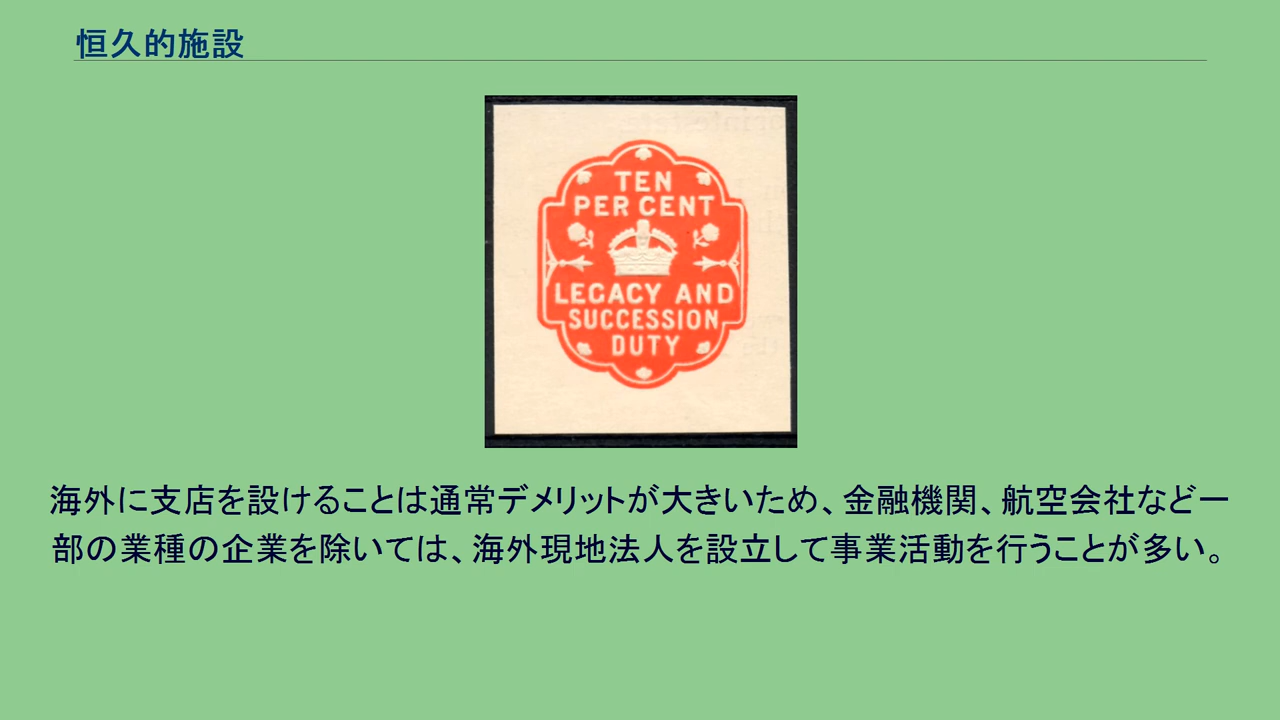 恒久的施設
TEN
PER CENT
LEGACY AND
SUCCESSION
DUTY
海外に支店を設けることは通常デメリットが大きいため、金融機関、航空会社など一
部の業種の企業を除いては、海外現地法人を設立して事業活動を行うことが多い。